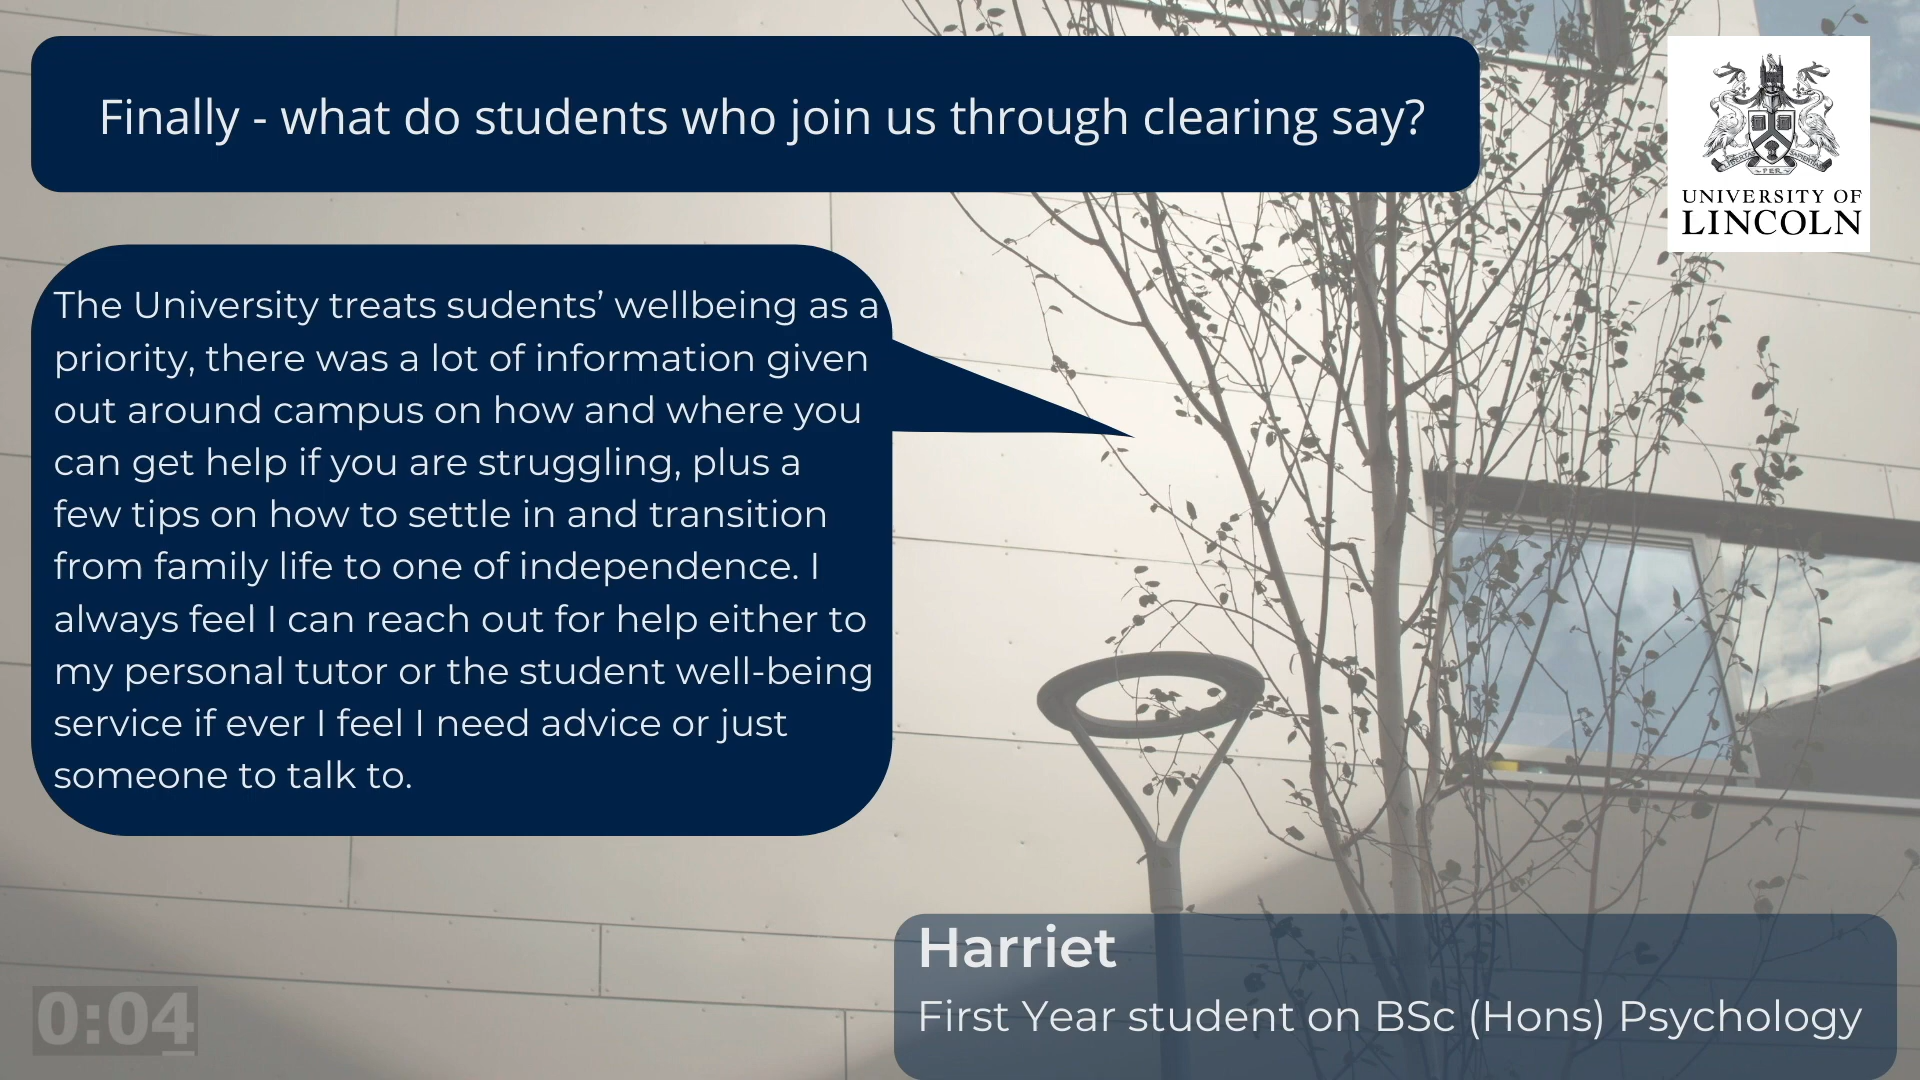 Finally - what do students who join us through clearing say?
UNIVERSITY OF
LINCOLN
The University treats sudents’ wellbeing as a
priority, there was a lot of information given
out around campus on how and where you
can get help if you are struggling, plus a
few tips on how to settle in and transition
from family life to one of independence. I
always feel I can reach out for help either to
my personal tutor or the student well-being
service if ever I feel I need advice or just
someone to talk to.
Harriet
First Year student on BSc (Hons) Psychology
0:04